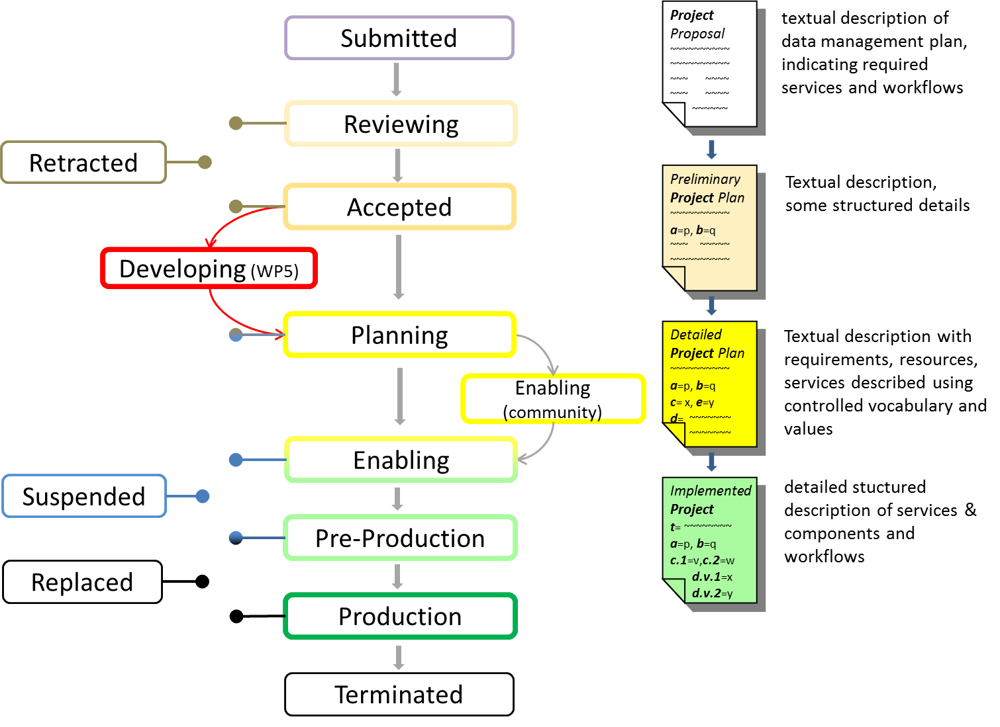 Submitted
Reviewing
Retracted
Accepted
Developing (WP5)
Planning
Enabling
(community)
Enabling
Suspended
Pre-Production
Replaced
Production
Terminated
Project
Proposal
~~~~~~~~~~
~~~~~~~~~~
~~~ ~~~~
~~~ ~~~~
~~~~~~
textual description of
data management plan,
indicating required
services and workflows
Preliminary
Project Plan
~~~~~~~~~~
a=p, b=q
~~~ ~~~~~
~~~~~~~~~~
Textual description,
some structured details
Detailed
Project Plan
~~~~~~~~~~
a=p, b=q
c= x, e=y
d= ~~~~~~~
~~~~~~~
Textual description with
requirements, resources,
services described using
controlled vocabulary and
values
Implemented
Project
t= ~~~~~~~~
a=p, b=q
c.1=v,c.2=w
d.v.1=x
d.v.2=y
detailed stuctured
description of services &
components and
workflows